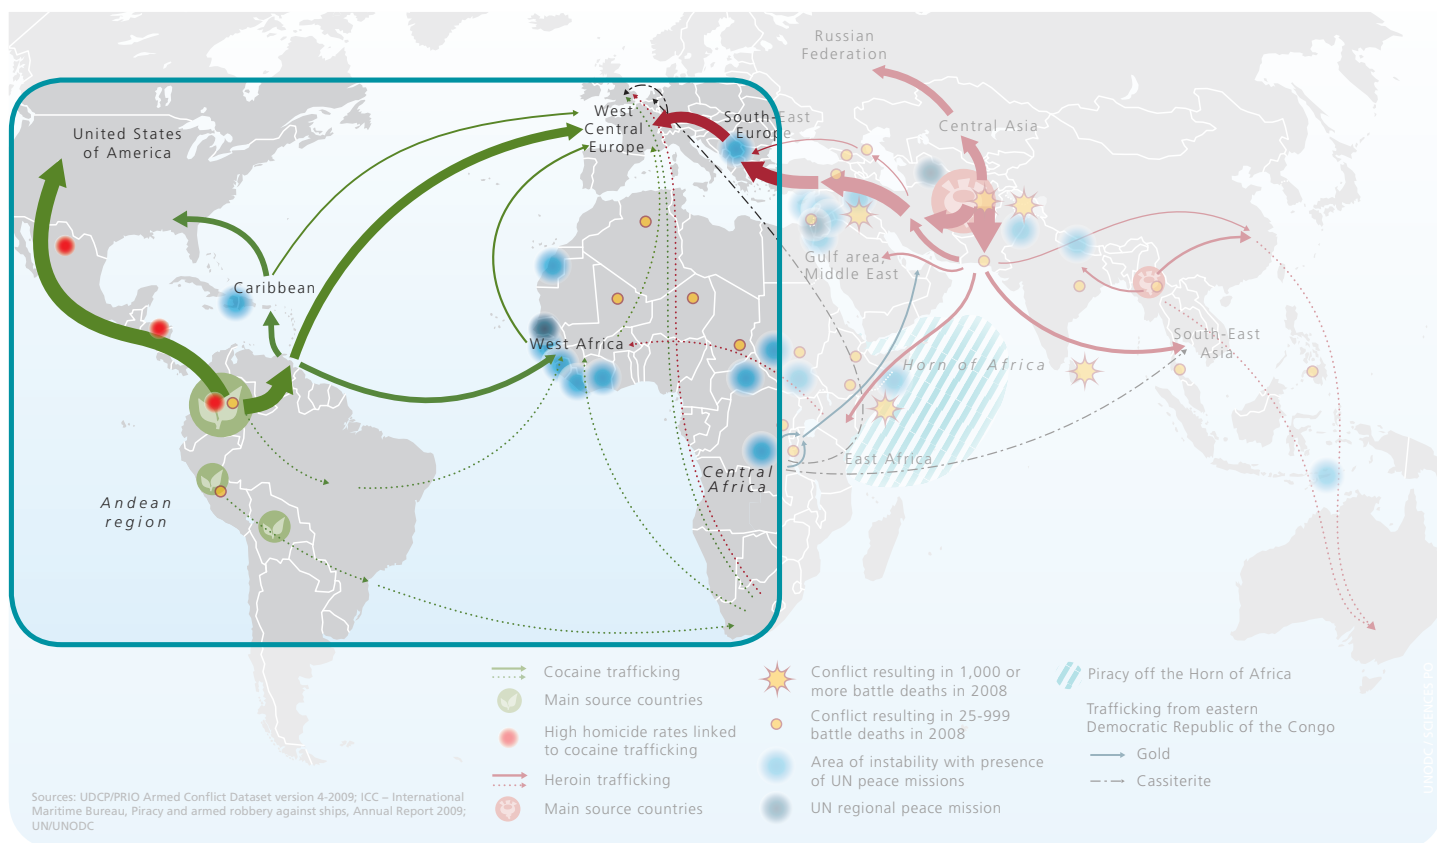 Russian
Federation
United States
of America
West
Central
Europe
South-East
Europe
Central Asia
Caribbean
Gulf area,
Middle East
West Africa
Horn of Africa
South-East
Asia
East Africa
Central
Africa
Andean
region
Cocaine trafficking
Main source countries
High homicide rates linked
to cocaine trafficking
Heroin trafficking
Main source countries
Conflict resulting in 1,000 or
more battle deaths in 2008
Conflict resulting in 25-999
battle deaths in 2008
Area of instability with presence
of UN peace missions
UN regional peace mission
Piracy off the Horn of Africa
Trafficking from eastern
Democratic Republic of the Congo
Gold
Cassiterite
Sources: UDCP/PRIO Armed Conflict Dataset version 4-2009; ICC – International
Maritime Bureau, Piracy and armed robbery against ships, Annual Report 2009;
UN/UNODC
UNODC / SCIENCES PO